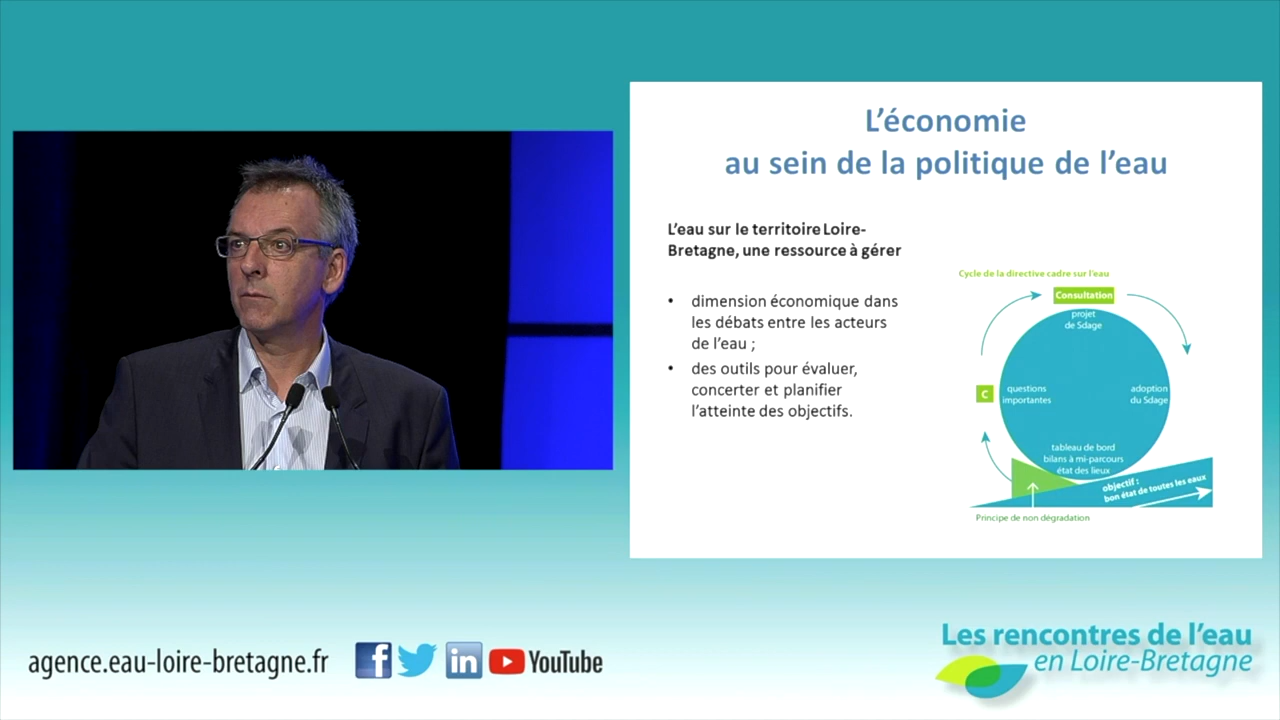 L'économie
au sein de la politique de l'eau
L'eau sur le territoire Loire-
Bretagne, une ressource à gérer
• dimension économique dans
les débats entre les acteurs
de l'eau ;
• des outils pour évaluer,
concerter et planifier
l'atteinte des objectifs.
Cycle de la directive cadre sur l'eau
Consultation
projet
de Sdage
C
questions
importantes
adoption
du Sdage
tableau de bord
bilans à mi-parcours
état des lieux
objectif :
bon état de toutes les eaux
Principe de non dégradation
agence.eau-loire-bretagne.fr
f
in
YouTube
Les rencontres de l'eau
en Loire-Bretagne